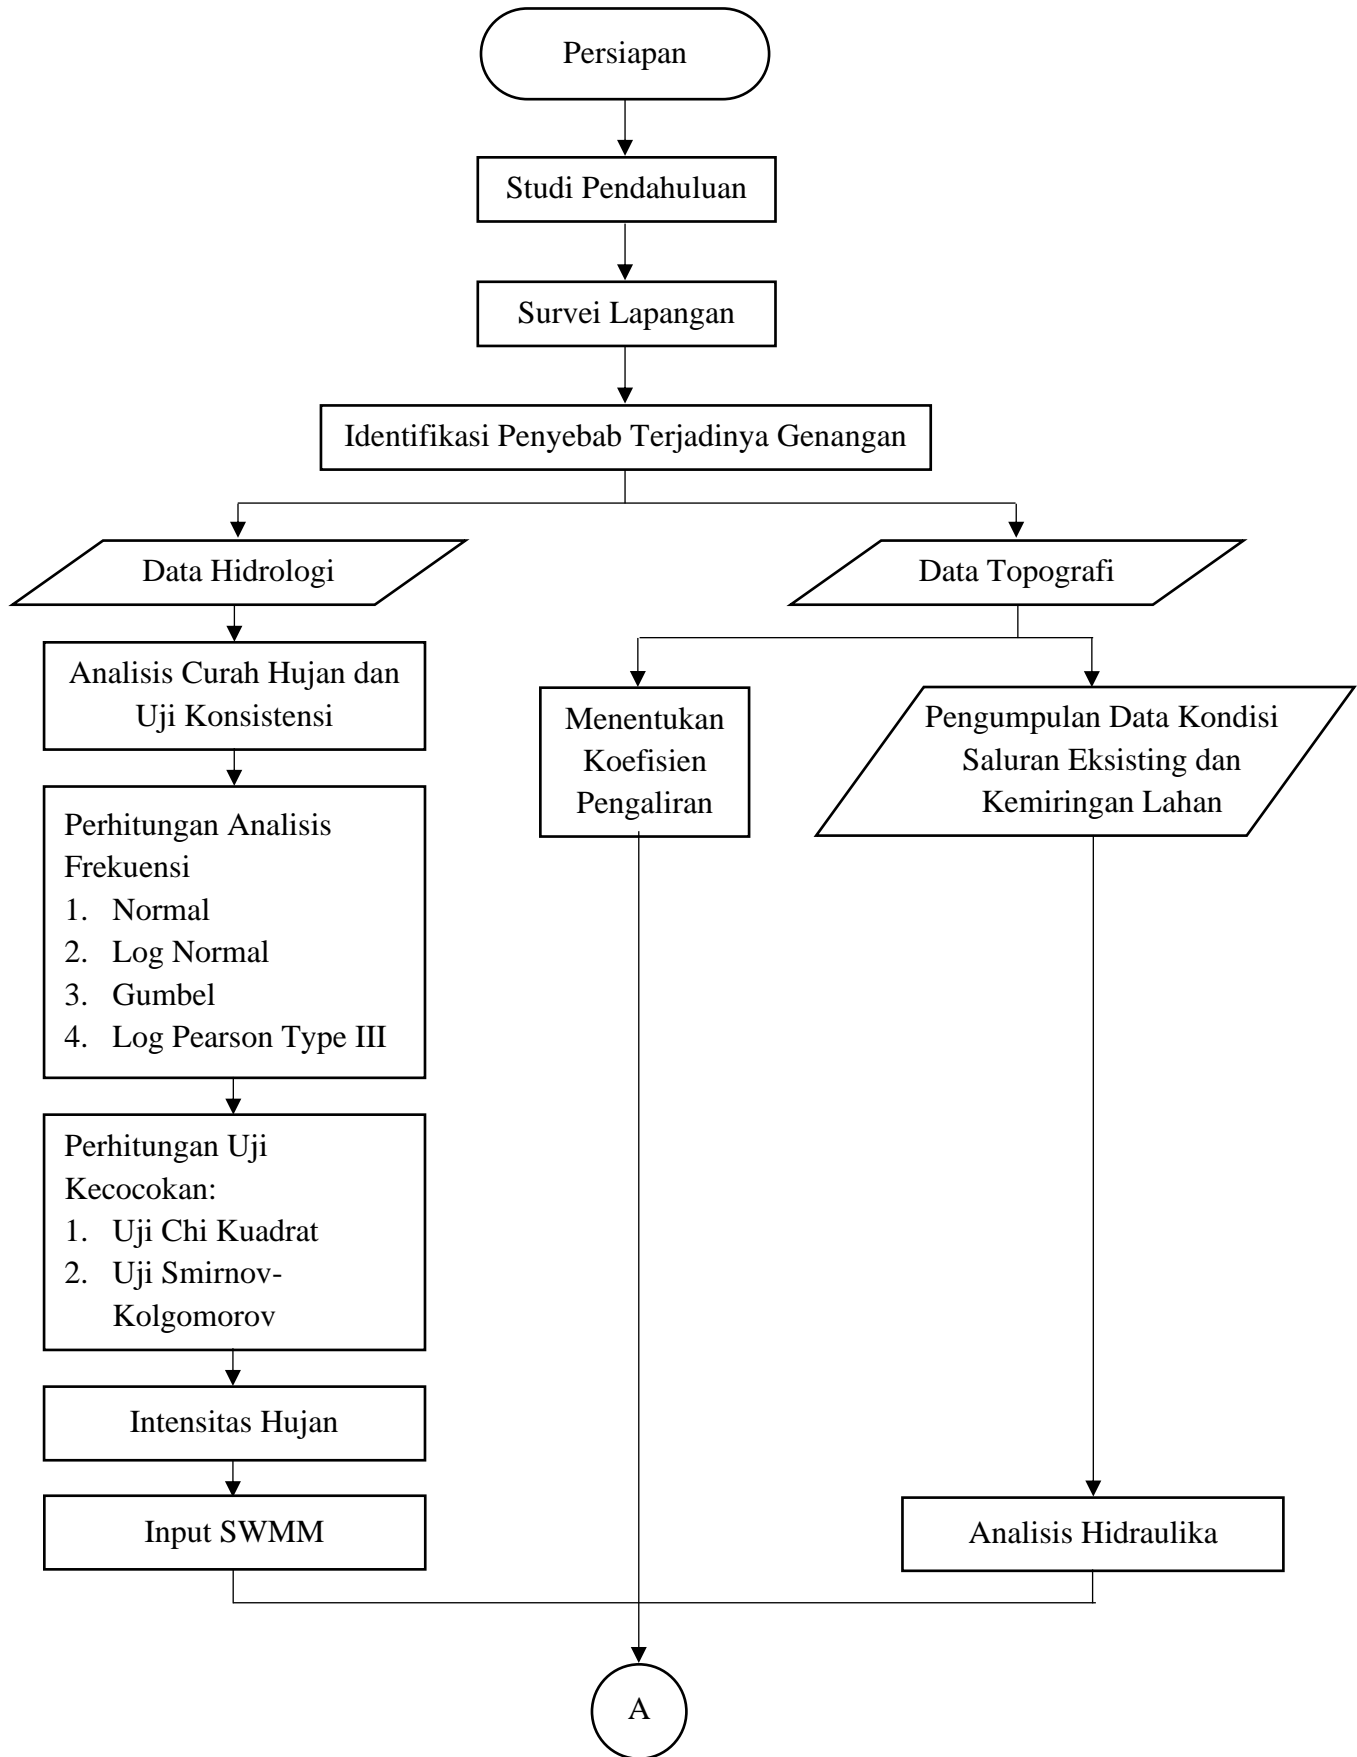 Persiapan
Studi Pendahuluan
Survei Lapangan
Identifikasi Penyebab Terjadinya Genangan
Data Hidrologi
Data Topografi
Analisis Curah Hujan dan
Uji Konsistensi
Menentukan
Koefisien
Pengaliran
Pengumpulan Data Kondisi
Saluran Eksisting dan
Kemiringan Lahan
Perhitungan Analisis
Frekuensi
1. Normal
2. Log Normal
3. Gumbel
4. Log Pearson Type III
Perhitungan Uji
Kecocokan:
1. Uji Chi Kuadrat
2. Uji Smirnov-
Kolgomorov
Intensitas Hujan
Input SWMM
Analisis Hidraulika
A